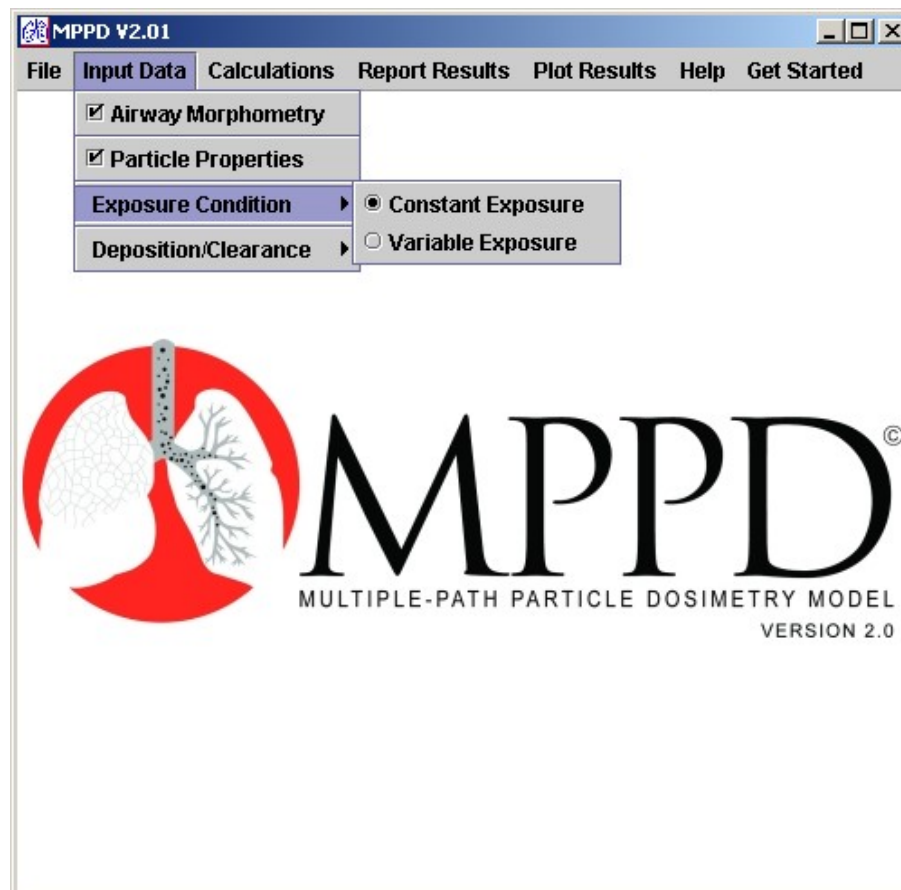 MPPD V2.01
File Input Data Calculations Report Results Plot Results Help Get Started
Airway Morphometry
Particle Properties
Exposure Condition
Constant Exposure
Variable Exposure
Deposition/Clearance
MPPD©
MULTIPLE-PATH PARTICLE DOSIMETRY MODEL
VERSION 2.0